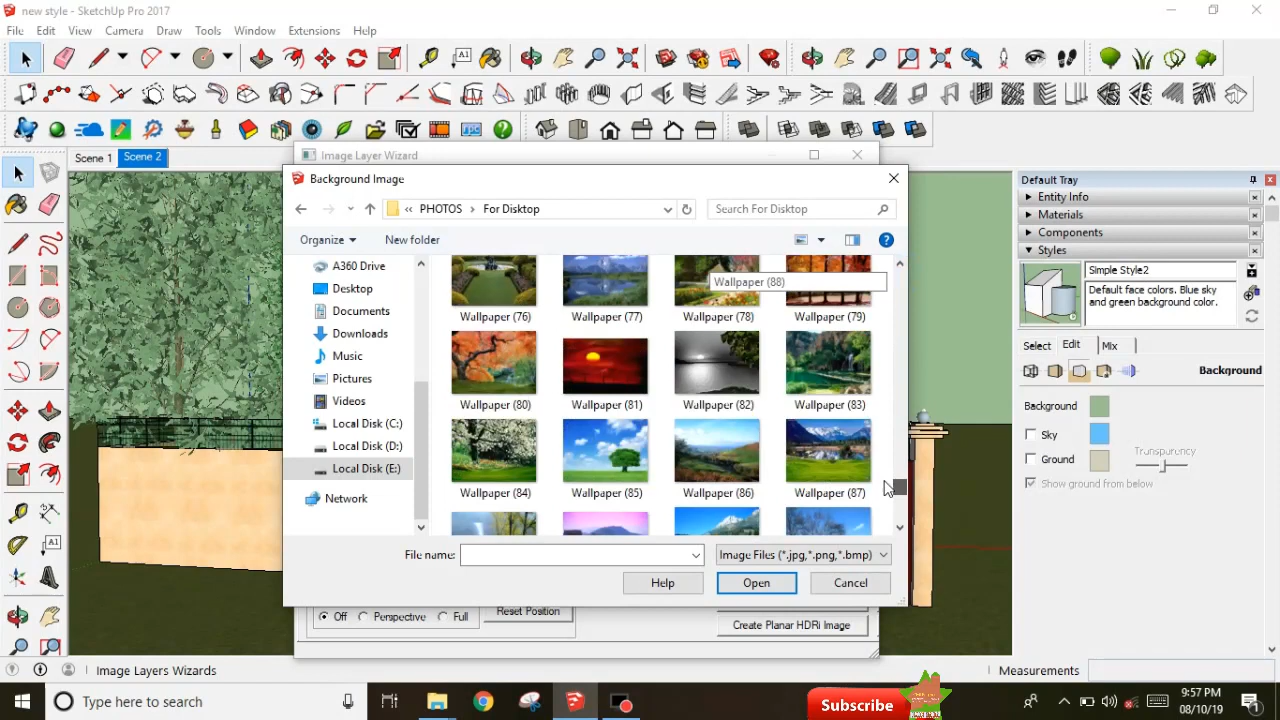 new style - SketchUp Pro 2017
File Edit View Camera Draw Tools Window Extensions Help
Scene 1 Scene 2
Image Layer Wizard
Background Image
PHOTOS > For Desktop
Search For Desktop
Organize New folder
A360 Drive
Desktop
Documents
Downloads
Music
Pictures
Videos
Local Disk (C:)
Local Disk (D:)
Local Disk (E:)
Network
Wallpaper (88)
Wallpaper (76) Wallpaper (77) Wallpaper (78) Wallpaper (79)
Wallpaper (80) Wallpaper (81) Wallpaper (82) Wallpaper (83)
Wallpaper (84) Wallpaper (85) Wallpaper (86) Wallpaper (87)
File name:
Image Files (*.jpg,*.png,*.bmp)
Help Open Cancel
Off Perspective Full
Reset Position
Create Planar HDRi Image
Default Tray
Entity Info
Materials
Components
Styles
Simple Style2
Default face colors. Blue sky
and green background color.
Select Edit Mix
Background
Background
Sky
Ground
Transparency
Show ground from below
Image Layers Wizards
Measurements
Type here to search
Subscribe
9:57 PM
08/10/19